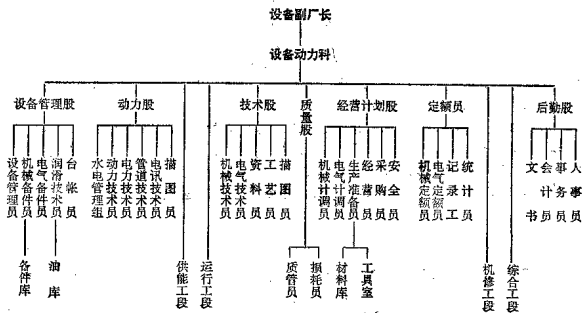 设备副厂长
设备动力科
设备管理股
动力股
技术股
质量股
经营计划股
定额员
后勤股
设备管理员
机械备件员
电气备件员
润滑技术员
台帐员
水电管理组
动力技术员
电力技术员
管道技术员
电讯技术员
描图员
机械技术员
电气技术员
资料员
工艺员
描图员
机械计调员
电气计调员
生产准备员
经营员
采购员
安全员
机械定额员
电气定额员
记录工
统计员
文书
会计员
事务员
人事员
备件库
油库
供能工段
运行工段
质管员
损耗员
材料库
工具室
机修工段
综合工段